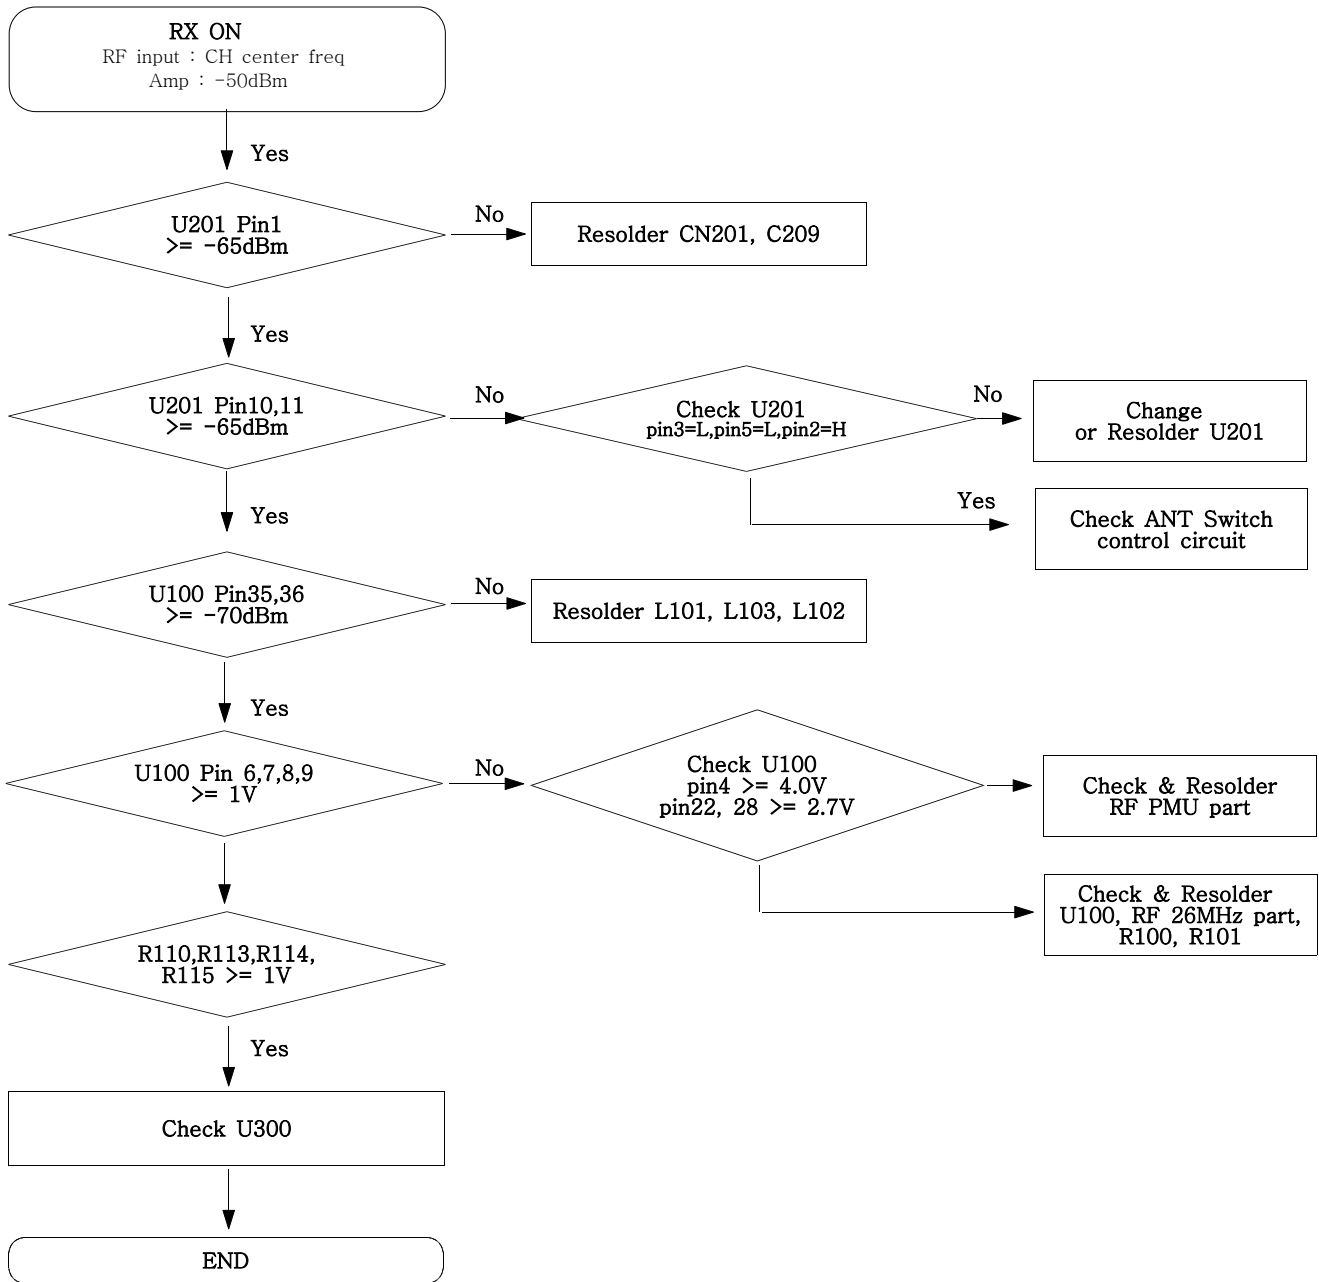 RX ON
RF input : CH center freq
Amp : -50dBm
Yes
U201 Pin1
>= -65dBm
No
Resolder CN201, C209
Yes
U201 Pin10,11
>= -65dBm
No
Check U201
pin3=L,pin5=L,pin2=H
No
Change
or Resolder U201
Yes
Check ANT Switch
control circuit
Yes
U100 Pin35,36
>= -70dBm
No
Resolder L101, L103, L102
Yes
U100 Pin 6,7,8,9
>= 1V
No
Check U100
pin4 >= 4.0V
pin22, 28 >= 2.7V
Check & Resolder
RF PMU part
Check & Resolder
U100, RF 26MHz part,
R100, R101
R110,R113,R114,
R115 >= 1V
Yes
Check U300
END